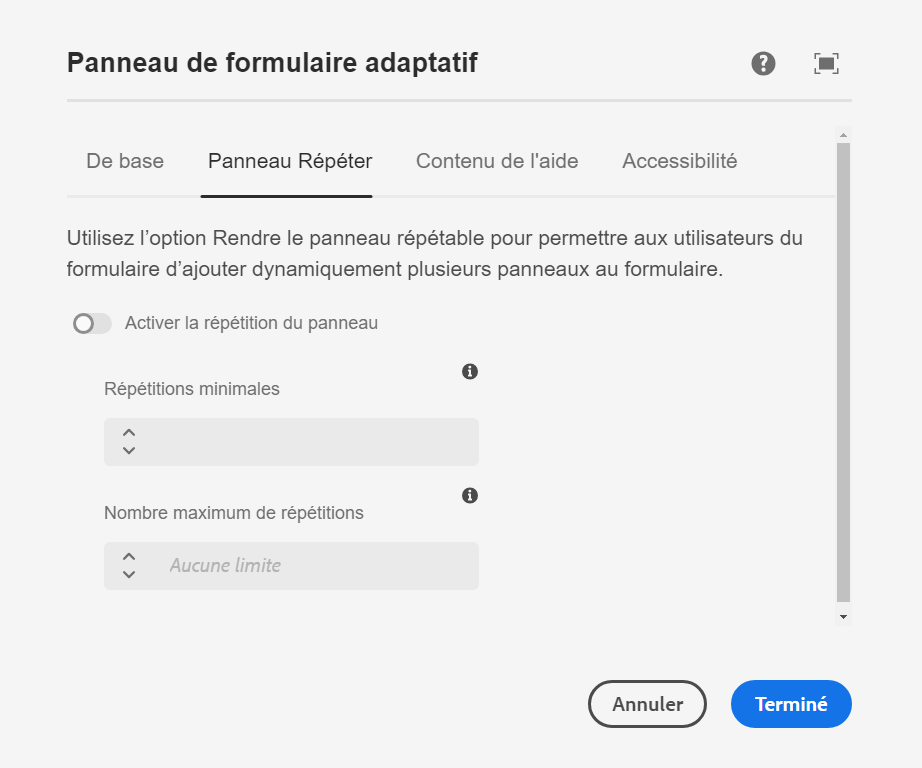 Panneau de formulaire adaptatif
De base Panneau Répéter Contenu de l'aide Accessibilité
Utilisez l’option Rendre le panneau répétable pour permettre aux utilisateurs du
formulaire d’ajouter dynamiquement plusieurs panneaux au formulaire.
Activer la répétition du panneau
Répétitions minimales
Nombre maximum de répétitions
Aucune limite
Annuler Terminé